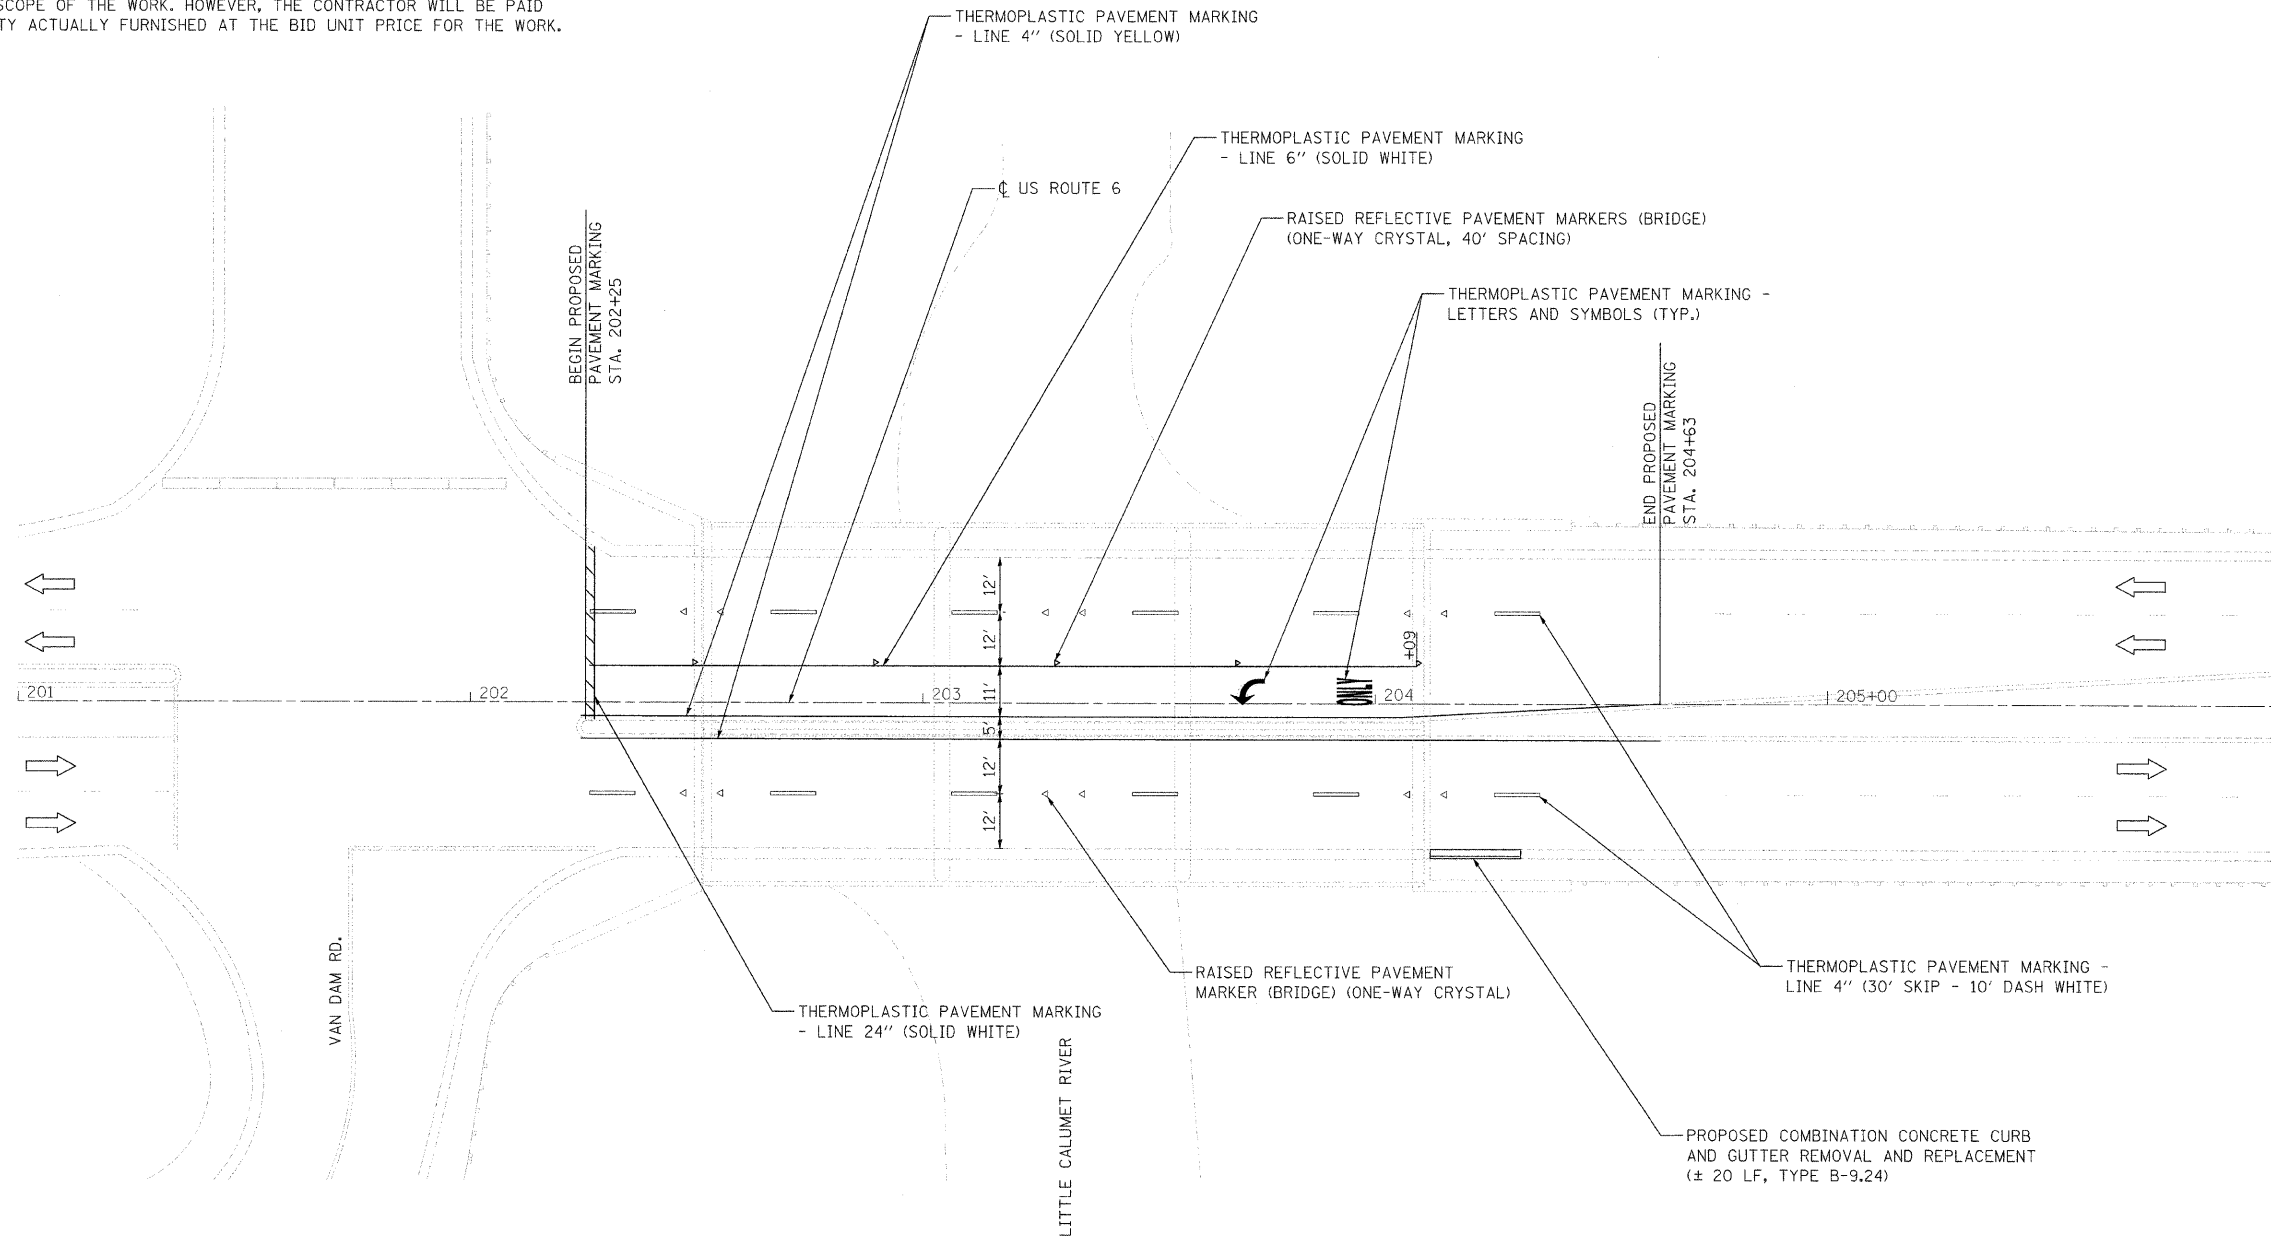 SCOPE OF THE WORK. HOWEVER, THE CONTRACTOR WILL BE PAID
TY ACTUALLY FURNISHED AT THE BID UNIT PRICE FOR THE WORK.
THERMOPLASTIC PAVEMENT MARKING
- LINE 4" (SOLID YELLOW)
THERMOPLASTIC PAVEMENT MARKING
- LINE 6" (SOLID WHITE)
℄ US ROUTE 6
RAISED REFLECTIVE PAVEMENT MARKERS (BRIDGE)
(ONE-WAY CRYSTAL, 40' SPACING)
THERMOPLASTIC PAVEMENT MARKING -
LETTERS AND SYMBOLS (TYP.)
BEGIN PROPOSED
PAVEMENT MARKING
STA. 202+25
END PROPOSED
PAVEMENT MARKING
STA. 204+63
12'
12'
11'
5'
12'
12'
+09
ONLY
201
202
203
204
205+00
VAN DAM RD.
LITTLE CALUMET RIVER
THERMOPLASTIC PAVEMENT MARKING
- LINE 24" (SOLID WHITE)
RAISED REFLECTIVE PAVEMENT
MARKER (BRIDGE) (ONE-WAY CRYSTAL)
THERMOPLASTIC PAVEMENT MARKING -
LINE 4" (30' SKIP - 10' DASH WHITE)
PROPOSED COMBINATION CONCRETE CURB
AND GUTTER REMOVAL AND REPLACEMENT
(± 20 LF, TYPE B-9.24)